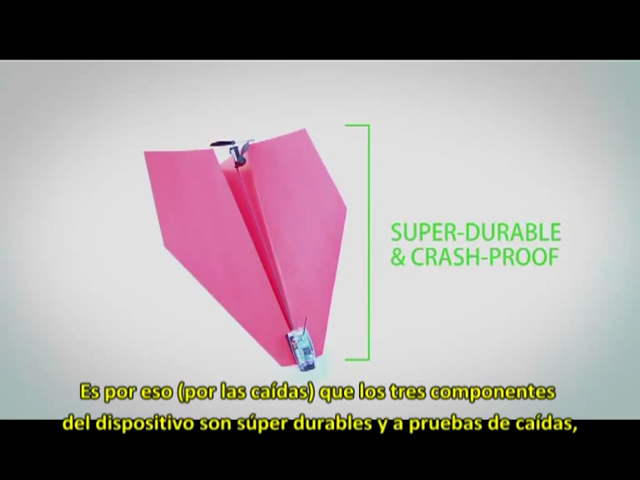 SUPER-DURABLE
& CRASH-PROOF
Es por eso (por las caídas) que los tres componentes
del dispositivo son súper durables y a pruebas de caídas,